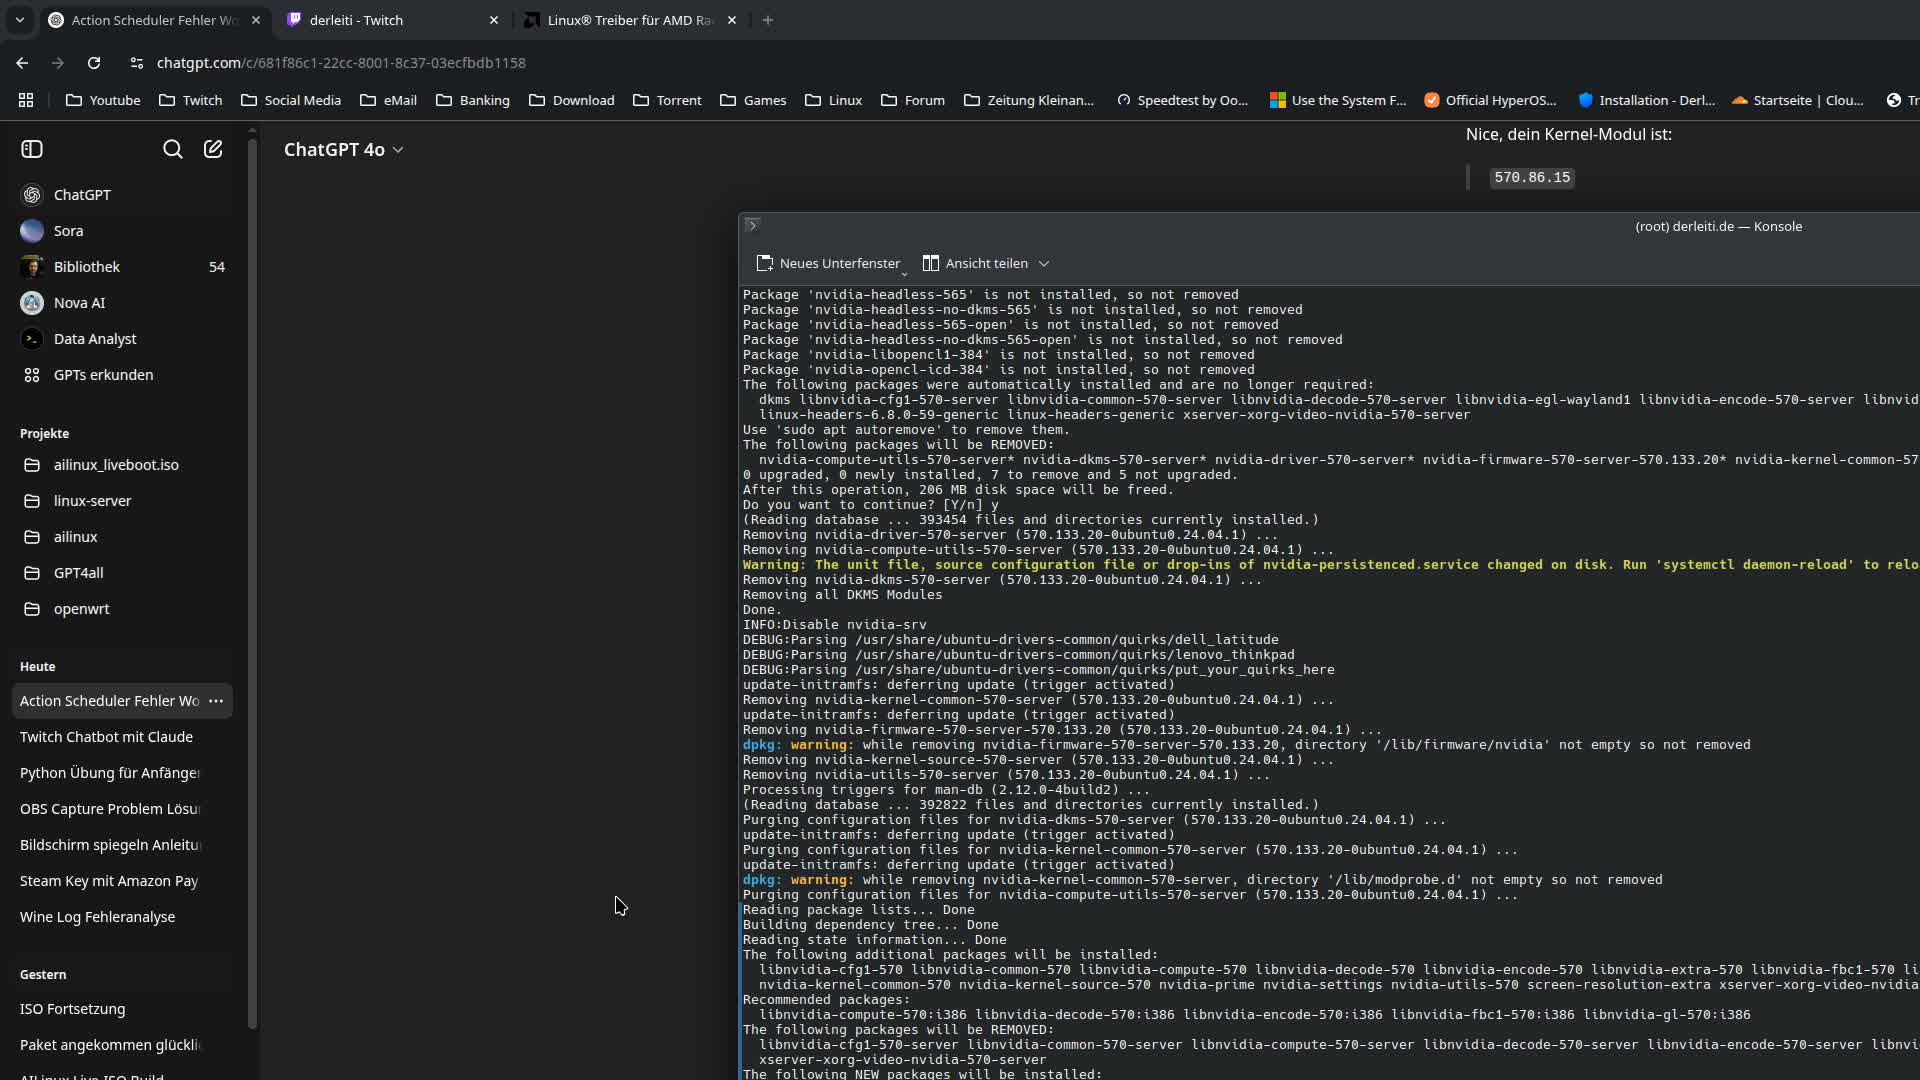 Action Scheduler Fehler Wo
derleiti - Twitch
Linux® Treiber für AMD Ra
chatgpt.com/c/681f86c1-22cc-8001-8c37-03ecfbdb1158
Youtube
Twitch
Social Media
eMail
Banking
Download
Torrent
Games
Linux
Forum
Zeitung Kleinan...
Speedtest by Oo...
Use the System F...
Official HyperOS...
Installation - Derl...
Startseite | Clou...
Tr
ChatGPT
Sora
Bibliothek 54
Nova AI
Data Analyst
GPTs erkunden
Projekte
ailinux_liveboot.iso
linux-server
ailinux
GPT4all
openwrt
Heute
Action Scheduler Fehler Wo
Twitch Chatbot mit Claude
Python Übung für Anfänger
OBS Capture Problem Lösu
Bildschirm spiegeln Anleitu
Steam Key mit Amazon Pay
Wine Log Fehleranalyse
Gestern
ISO Fortsetzung
Paket angekommen glückli
AILinux Live ISO Build
ChatGPT 4o
Nice, dein Kernel-Modul ist:
570.86.15
(root) derleiti.de — Konsole
Neues Unterfenster
Ansicht teilen
Package 'nvidia-headless-565' is not installed, so not removed
Package 'nvidia-headless-no-dkms-565' is not installed, so not removed
Package 'nvidia-headless-565-open' is not installed, so not removed
Package 'nvidia-headless-no-dkms-565-open' is not installed, so not removed
Package 'nvidia-libopencl1-384' is not installed, so not removed
Package 'nvidia-opencl-icd-384' is not installed, so not removed
The following packages were automatically installed and are no longer required:
dkms libnvidia-cfg1-570-server libnvidia-common-570-server libnvidia-decode-570-server libnvidia-egl-wayland1 libnvidia-encode-570-server libnvid
linux-headers-6.8.0-59-generic linux-headers-generic xserver-xorg-video-nvidia-570-server
Use 'sudo apt autoremove' to remove them.
The following packages will be REMOVED:
nvidia-compute-utils-570-server* nvidia-dkms-570-server* nvidia-driver-570-server* nvidia-firmware-570-server-570.133.20* nvidia-kernel-common-57
0 upgraded, 0 newly installed, 7 to remove and 5 not upgraded.
After this operation, 206 MB disk space will be freed.
Do you want to continue? [Y/n] y
(Reading database ... 393454 files and directories currently installed.)
Removing nvidia-driver-570-server (570.133.20-0ubuntu0.24.04.1) ...
Removing nvidia-compute-utils-570-server (570.133.20-0ubuntu0.24.04.1) ...
Warning: The unit file, source configuration file or drop-ins of nvidia-persistenced.service changed on disk. Run 'systemctl daemon-reload' to relo
Removing nvidia-dkms-570-server (570.133.20-0ubuntu0.24.04.1) ...
Removing all DKMS Modules
Done.
INFO:Disable nvidia-srv
DEBUG:Parsing /usr/share/ubuntu-drivers-common/quirks/dell_latitude
DEBUG:Parsing /usr/share/ubuntu-drivers-common/quirks/lenovo_thinkpad
DEBUG:Parsing /usr/share/ubuntu-drivers-common/quirks/put_your_quirks_here
update-initramfs: deferring update (trigger activated)
Removing nvidia-kernel-common-570-server (570.133.20-0ubuntu0.24.04.1) ...
update-initramfs: deferring update (trigger activated)
Removing nvidia-firmware-570-server-570.133.20 (570.133.20-0ubuntu0.24.04.1) ...
dpkg: warning: while removing nvidia-firmware-570-server-570.133.20, directory '/lib/firmware/nvidia' not empty so not removed
Removing nvidia-kernel-source-570-server (570.133.20-0ubuntu0.24.04.1) ...
Removing nvidia-utils-570-server (570.133.20-0ubuntu0.24.04.1) ...
Processing triggers for man-db (2.12.0-4build2) ...
(Reading database ... 392822 files and directories currently installed.)
Purging configuration files for nvidia-dkms-570-server (570.133.20-0ubuntu0.24.04.1) ...
update-initramfs: deferring update (trigger activated)
Purging configuration files for nvidia-kernel-common-570-server (570.133.20-0ubuntu0.24.04.1) ...
update-initramfs: deferring update (trigger activated)
dpkg: warning: while removing nvidia-kernel-common-570-server, directory '/lib/modprobe.d' not empty so not removed
Purging configuration files for nvidia-compute-utils-570-server (570.133.20-0ubuntu0.24.04.1) ...
Reading package lists... Done
Building dependency tree... Done
Reading state information... Done
The following additional packages will be installed:
libnvidia-cfg1-570 libnvidia-common-570 libnvidia-compute-570 libnvidia-decode-570 libnvidia-encode-570 libnvidia-extra-570 libnvidia-fbc1-570 li
nvidia-kernel-common-570 nvidia-kernel-source-570 nvidia-prime nvidia-settings nvidia-utils-570 screen-resolution-extra xserver-xorg-video-nvidia
Recommended packages:
libnvidia-compute-570:i386 libnvidia-decode-570:i386 libnvidia-encode-570:i386 libnvidia-fbc1-570:i386 libnvidia-gl-570:i386
The following packages will be REMOVED:
libnvidia-cfg1-570-server libnvidia-common-570-server libnvidia-compute-570-server libnvidia-decode-570-server libnvidia-encode-570-server libnvi
xserver-xorg-video-nvidia-570-server
The following NEW packages will be installed: